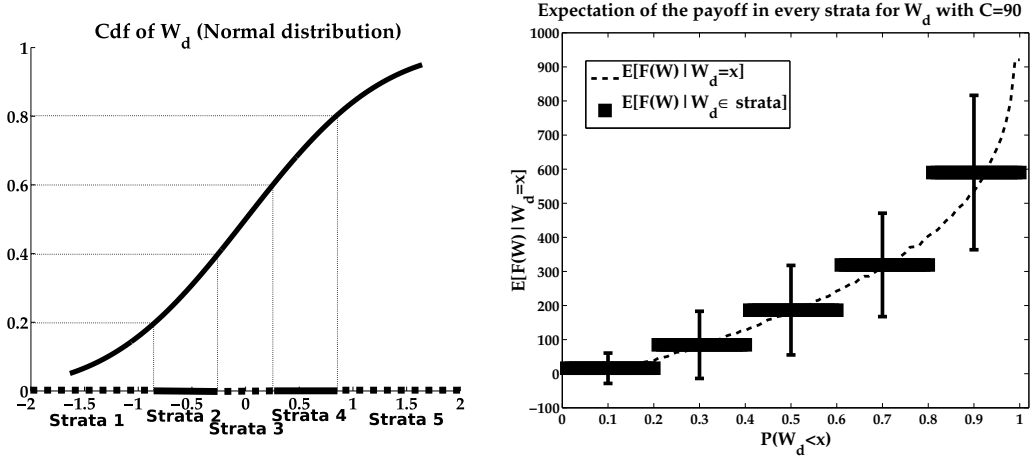 Cdf of W_d (Normal distribution)
1
0.8
0.6
0.4
0.2
0
−2 −1.5 −1 −0.5 0 0.5 1 1.5 2
Strata 1 Strata 2 Strata 3 Strata 4 Strata 5
Expectation of the payoff in every strata for W_d with C=90
E[F(W) | W_d=x]
E[F(W) | W_d∈ strata]
1000
900
800
700
600
500
400
300
200
100
0
−100
E[F(W) | W_d=x]
0 0.1 0.2 0.3 0.4 0.5 0.6 0.7 0.8 0.9 1
P(W_d<x)